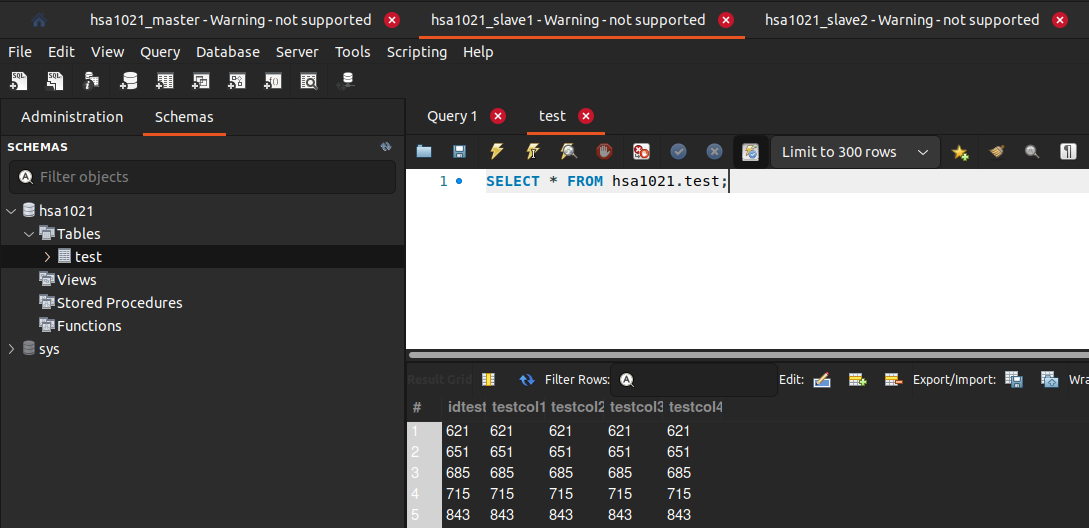 hsa1021_master - Warning - not supported hsa1021_slave1 - Warning - not supported hsa1021_slave2 - Warning - not supported
File Edit View Query Database Server Tools Scripting Help
Administration Schemas
SCHEMAS
Filter objects
hsa1021
Tables
test
Views
Stored Procedures
Functions
sys
Query 1 test
Limit to 300 rows
1 SELECT * FROM hsa1021.test;
Result Grid Filter Rows: Edit: Export/Import: Wra
# idtest testcol1 testcol2 testcol3 testcol4
1 621 621 621 621 621
2 651 651 651 651 651
3 685 685 685 685 685
4 715 715 715 715 715
5 843 843 843 843 843